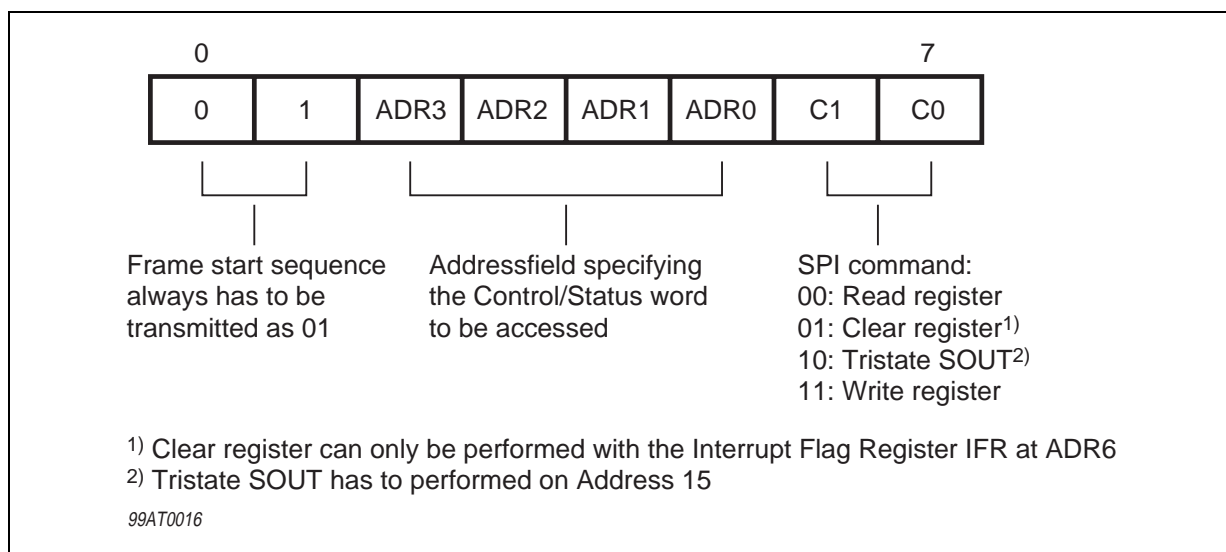 0 7
0 1 ADR3 ADR2 ADR1 ADR0 C1 C0
Frame start sequence
always has to be
transmitted as 01
Addressfield specifying
the Control/Status word
to be accessed
SPI command:
00: Read register
01: Clear register1)
10: Tristate SOUT2)
11: Write register
1) Clear register can only be performed with the Interrupt Flag Register IFR at ADR6
2) Tristate SOUT has to performed on Address 15
99AT0016